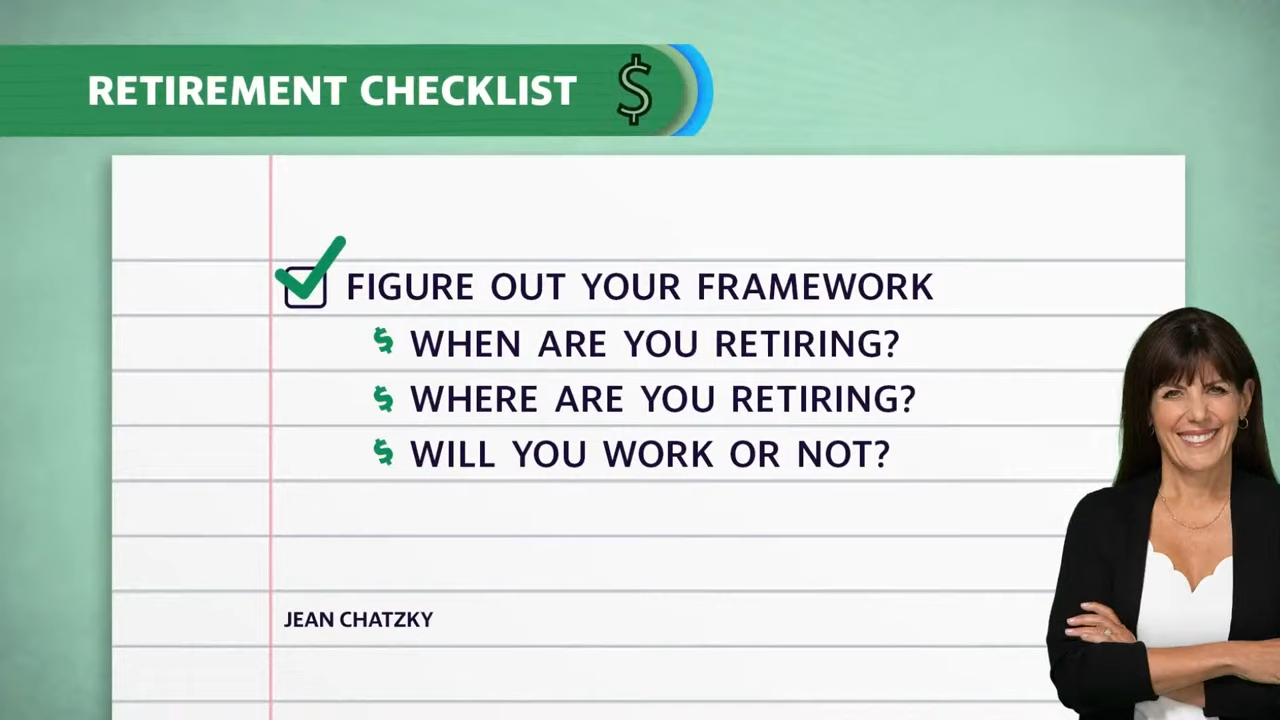 RETIREMENT CHECKLIST $
FIGURE OUT YOUR FRAMEWORK
$ WHEN ARE YOU RETIRING?
$ WHERE ARE YOU RETIRING?
$ WILL YOU WORK OR NOT?
JEAN CHATZKY